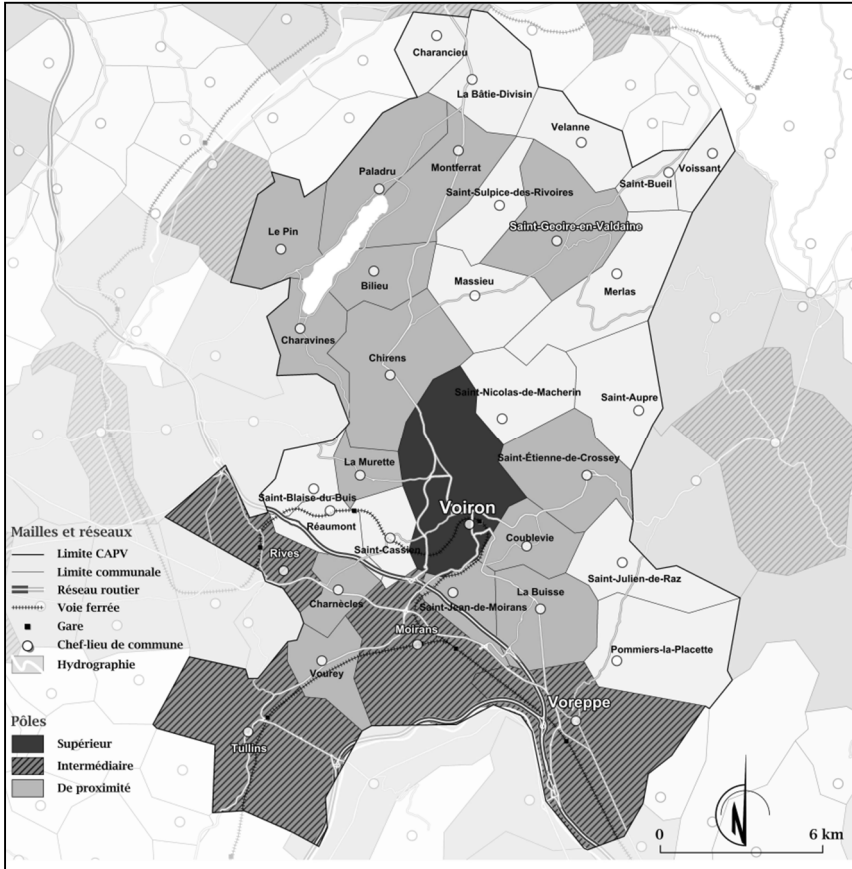 Charancieu
La Bâtie-Divisin
Velanne
Voissant
Montferrat
Saint-Bueil
Paladru
Saint-Sulpice-des-Rivoires
Saint-Geoire-en-Valdaine
Le Pin
Bilieu
Massieu
Merlas
Charavines
Chirens
Saint-Nicolas-de-Macherin
Saint-Aupre
Saint-Étienne-de-Crossey
La Murette
Saint-Blaise-du-Buis
Voiron
Réaumont
Coublevie
Saint-Cassien
Rives
Saint-Julien-de-Raz
La Buisse
Charnècles
Saint-Jean-de-Moirans
Moirans
Pommiers-la-Placette
Vourey
Voreppe
Tullins
Mailles et réseaux
Limite CAPV
Limite communale
Réseau routier
Voie ferrée
Gare
Chef-lieu de commune
Hydrographie
Pôles
Supérieur
Intermédiaire
De proximité
N
0 6 km